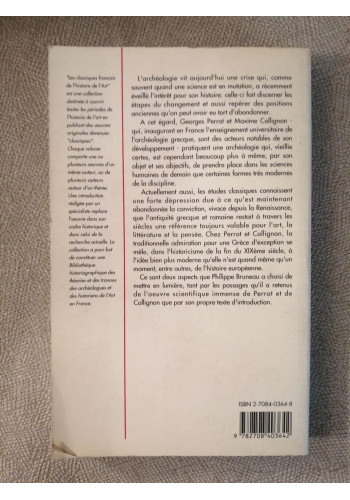 "Les classiques français
de l'histoire de l'Art"
est une collection
destinée à couvrir
toutes les périodes de
l'histoire de l'art en
publiant des oeuvres
originales devenues
"classiques".
Chaque volume
comporte une ou
plusieurs oeuvres d'un
même auteur, ou de
plusieurs auteurs
autour d'un thème.
Une introduction
rédigée par un
spécialiste replace
l'œuvre dans son
cadre historique et
dans celui de la
recherche actuelle. La
collection a pour but
de constituer une
Bibliothèque
historiographique des
théories et des travaux
des archéologues et
des historiens de l'Art
en France.
L'archéologie vit aujourd'hui une crise qui, comme
souvent quand une science est en mutation, a récemment
éveillé l'intérêt pour son histoire: celle-ci fait discerner les
étapes du changement et aussi repérer des positions
anciennes qu'on peut avoir eu tort d'abandonner.
A cet égard, Georges Perrot et Maxime Collignon -
qui, inaugurant en France l'enseignement universitaire de
l'archéologie grecque, sont des acteurs notables de son
développement - pratiquent une archéologie qui, vieillie
certes, est cependant beaucoup plus à même, par son
objet et ses objectifs, de prendre place dans les sciences
humaines de demain que certaines formes très modernes
de la discipline.
Actuellement aussi, les études classiques connaissent
une forte dépression due à ce qu'est maintenant
abandonnée la conviction, vivace depuis la Renaissance,
que l'antiquité grecque et romaine restait à travers les
siècles une référence toujours valable pour l'art, la
littérature et la pensée. Chez Perrot et Collignon, la
traditionnelle admiration pour une Grèce d'exception se
mêle, dans l'historicisme de la fin du XIXème siècle, à
l'idée bien plus moderne qu'elle n'est quand même qu'un
moment, entre autres, de l'histoire européenne.
Ce sont deux aspects que Philippe Bruneau a choisi de
mettre en lumière, tant par les passages qu'il a retenus
de l'oeuvre scientifique immense de Perrot et de
Collignon que par son propre texte d'introduction.
ISBN 2-7084-0364-8
9 782708 403642